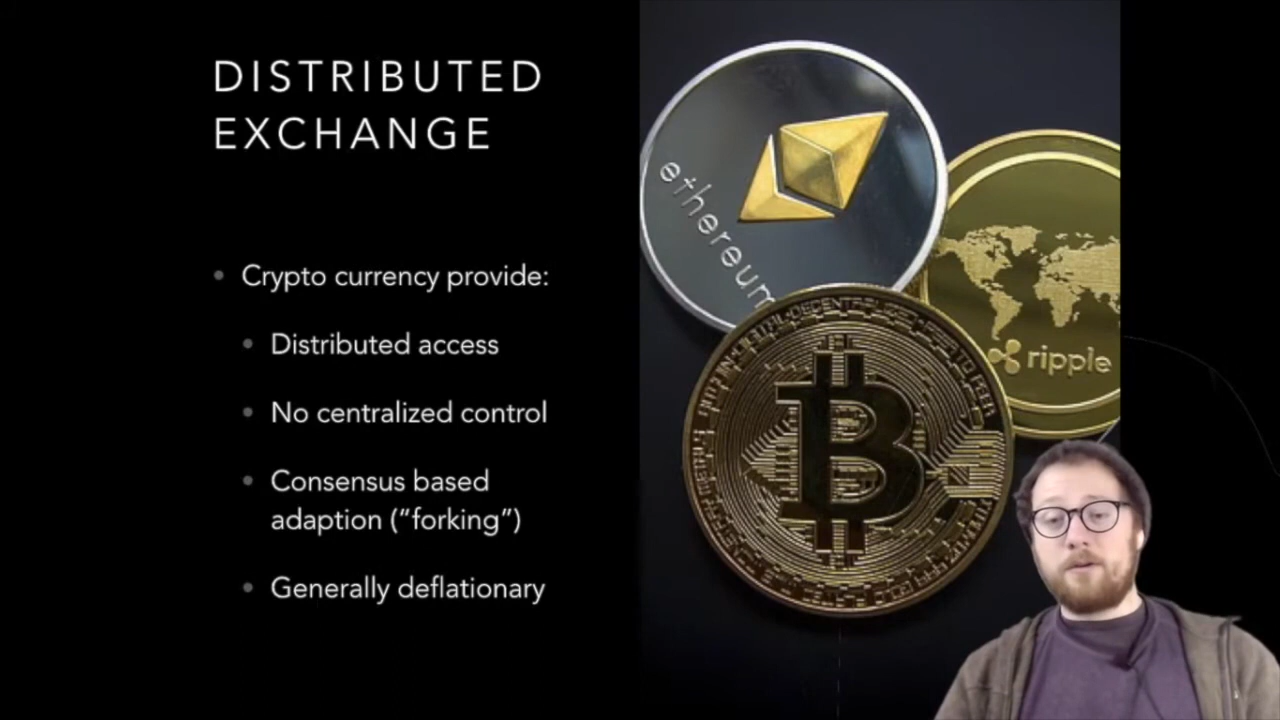 DISTRIBUTED
EXCHANGE
Crypto currency provide:
Distributed access
No centralized control
Consensus based
adaption (“forking”)
Generally deflationary
ethereum
ripple